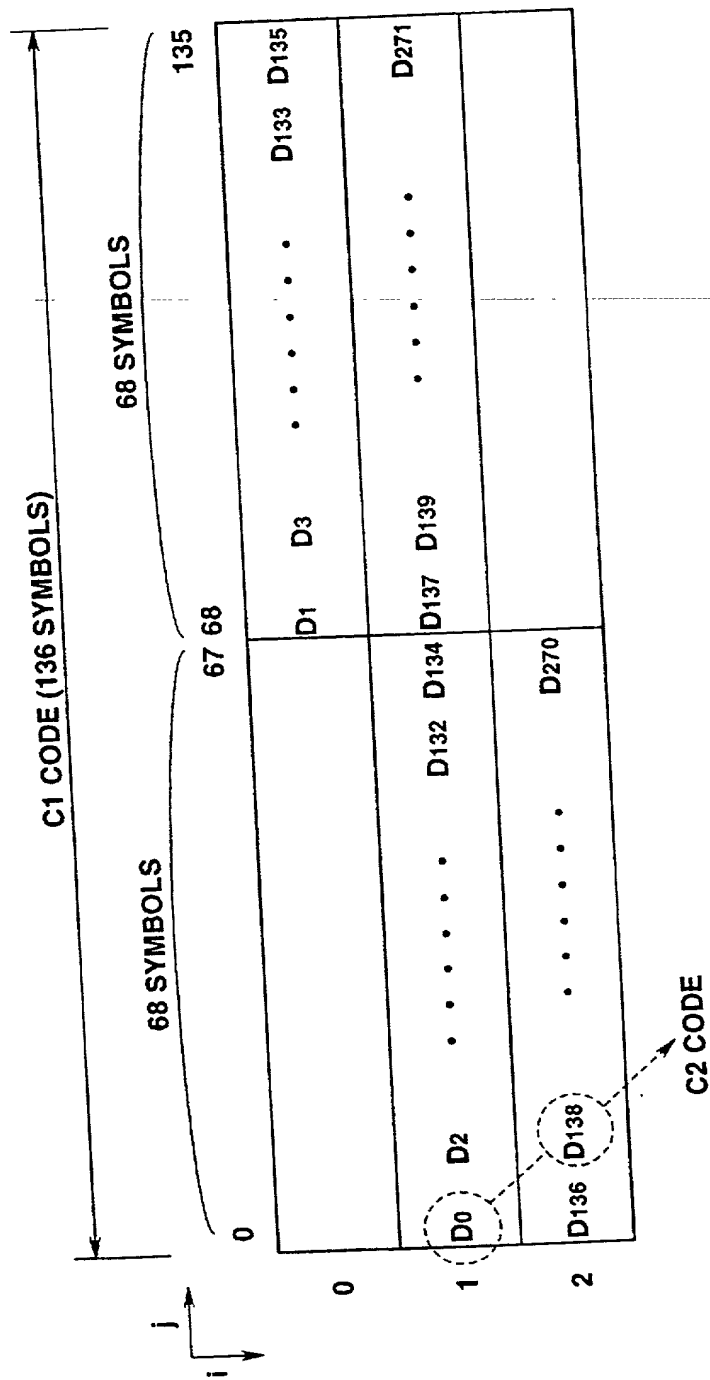 C1 CODE (136 SYMBOLS)
68 SYMBOLS 68 SYMBOLS
j
i
0 67 68 135
0 D1 D3 • • • • • • D133 D135
1 D0 D2 • • • • • • D132 D134 D137 D139 • • • • • • D271
2 D136 D138 • • • • • • D270
C2 CODE